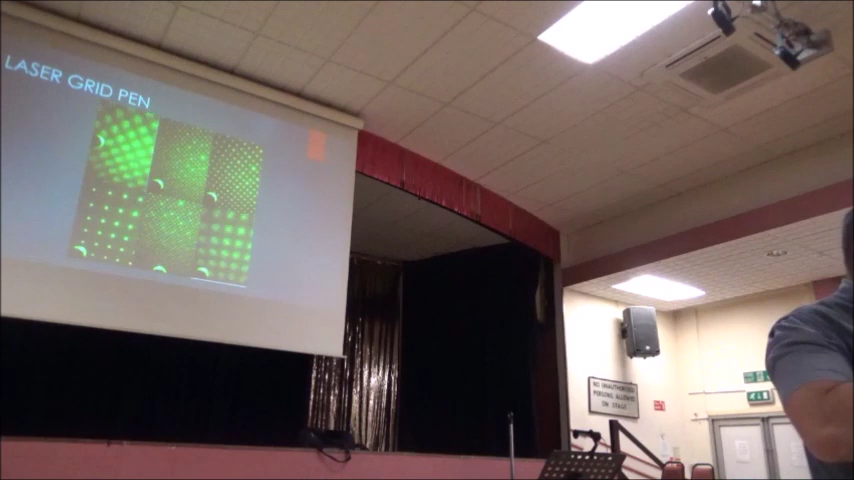 LASER GRID PEN
NO UNAUTHORISED
PERSONS ALLOWED
ON STAGE